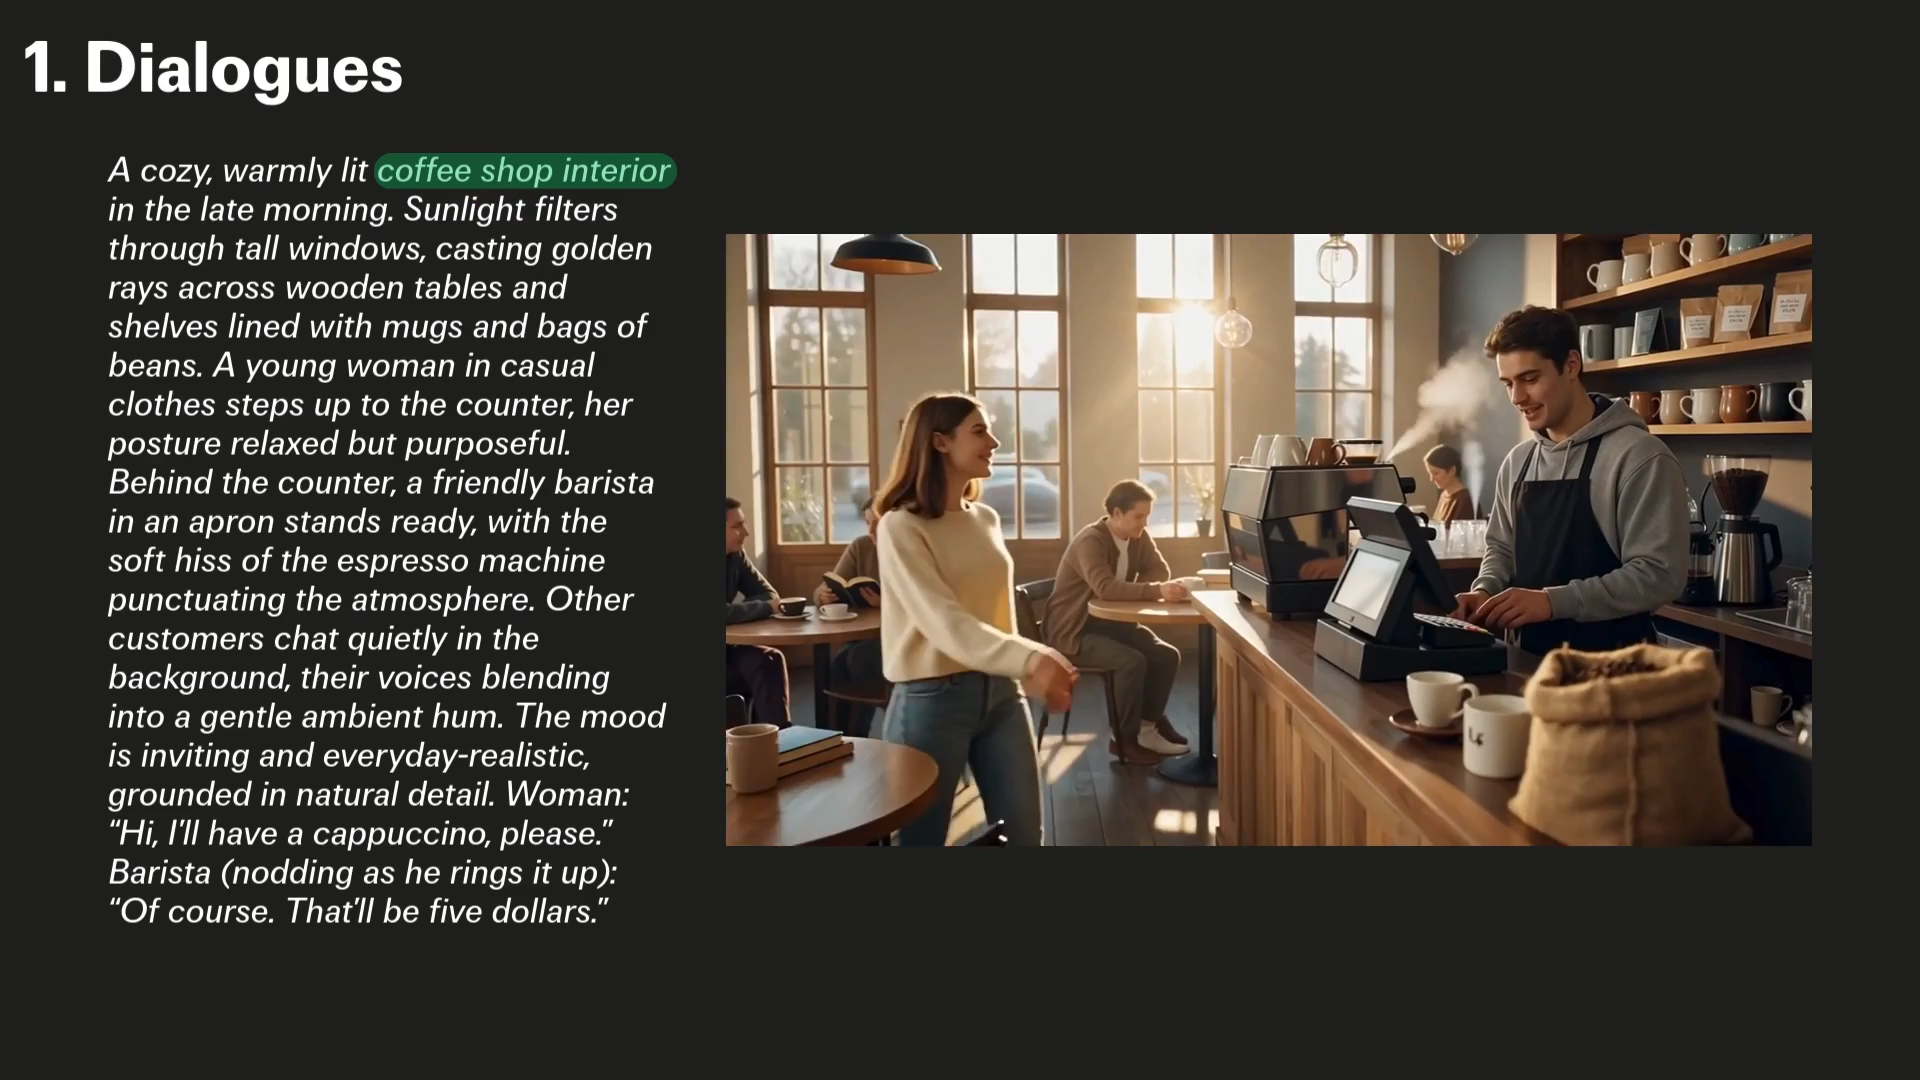 1. Dialogues
A cozy, warmly lit coffee shop interior
in the late morning. Sunlight filters
through tall windows, casting golden
rays across wooden tables and
shelves lined with mugs and bags of
beans. A young woman in casual
clothes steps up to the counter, her
posture relaxed but purposeful.
Behind the counter, a friendly barista
in an apron stands ready, with the
soft hiss of the espresso machine
punctuating the atmosphere. Other
customers chat quietly in the
background, their voices blending
into a gentle ambient hum. The mood
is inviting and everyday-realistic,
grounded in natural detail. Woman:
“Hi, I'll have a cappuccino, please.”
Barista (nodding as he rings it up):
“Of course. That'll be five dollars.”